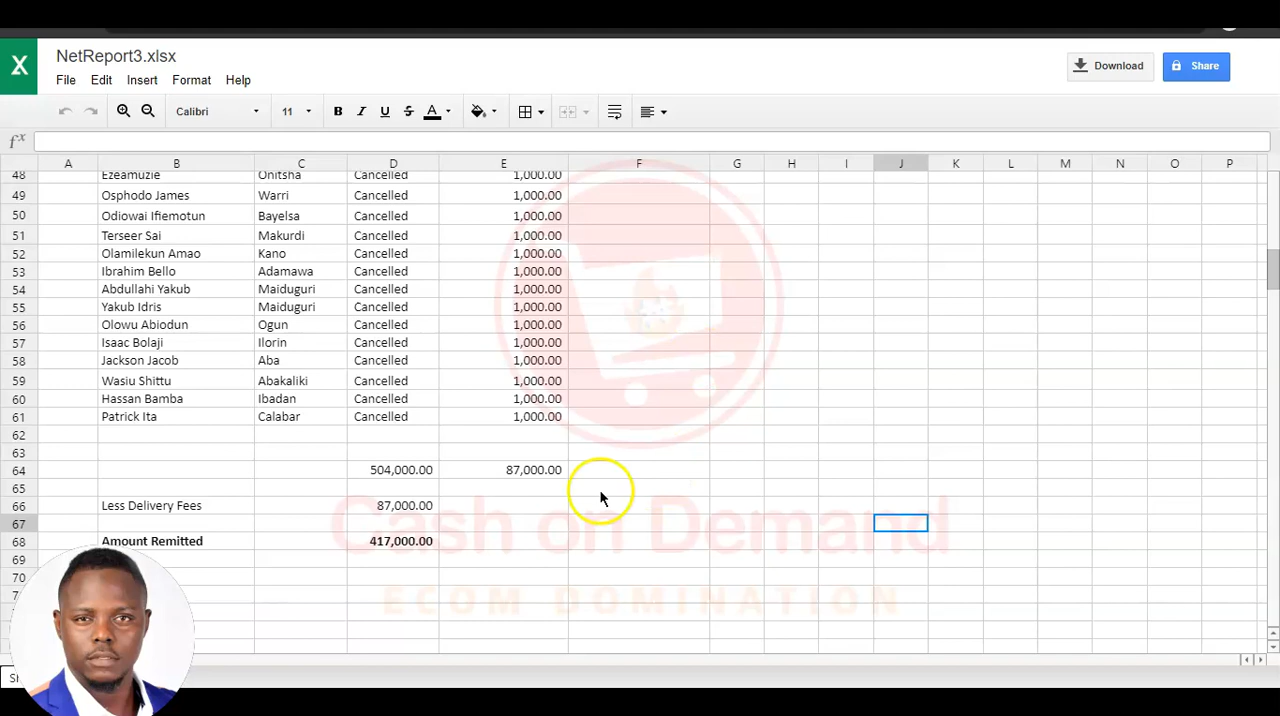 NetReport3.xlsx
File Edit Insert Format Help
Download Share
Calibri 11 B I U S A
fx
A B C D E F G H I J K L M N O P
48 Ezeamuzie Onitsha Cancelled 1,000.00
49 Osphodo James Warri Cancelled 1,000.00
50 Odiowai Ifiemotun Bayelsa Cancelled 1,000.00
51 Terseer Sai Makurdi Cancelled 1,000.00
52 Olamilekun Amao Kano Cancelled 1,000.00
53 Ibrahim Bello Adamawa Cancelled 1,000.00
54 Abdullahi Yakub Maiduguri Cancelled 1,000.00
55 Yakub Idris Maiduguri Cancelled 1,000.00
56 Olowu Abiodun Ogun Cancelled 1,000.00
57 Isaac Bolaji Ilorin Cancelled 1,000.00
58 Jackson Jacob Aba Cancelled 1,000.00
59 Wasiu Shittu Abakaliki Cancelled 1,000.00
60 Hassan Bamba Ibadan Cancelled 1,000.00
61 Patrick Ita Calabar Cancelled 1,000.00
62
63
64 504,000.00 87,000.00
65
66 Less Delivery Fees 87,000.00
67
Cash on Demand
68 Amount Remitted 417,000.00
69
70
ECOM DOMINATION